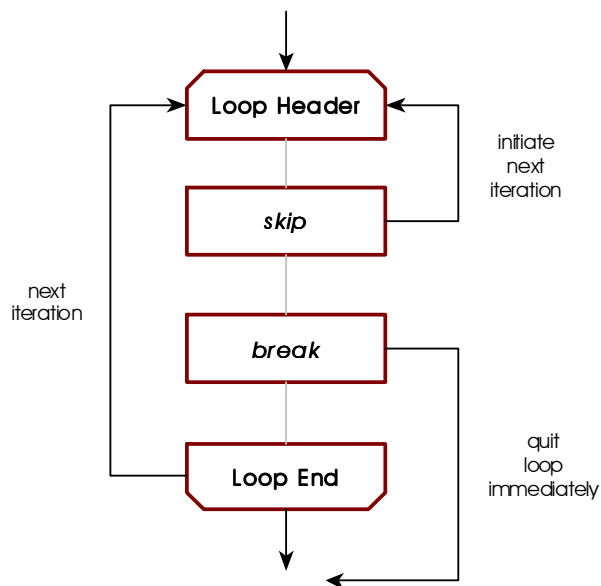 Loop Header
initiate
next
iteration
skip
next
iteration
break
quit
loop
immediately
Loop End